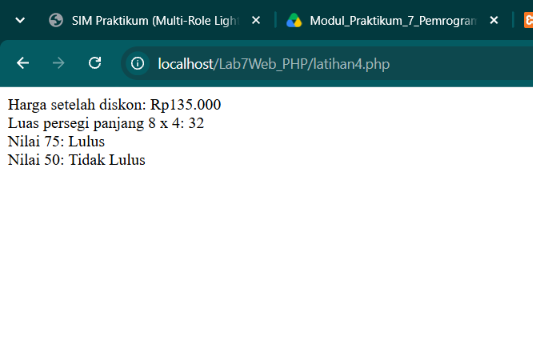 SIM Praktikum (Multi-Role Ligh
Modul_Praktikum_7_Pemrogran
localhost/Lab7Web_PHP/latihan4.php
Harga setelah diskon: Rp135.000
Luas persegi panjang 8 x 4: 32
Nilai 75: Lulus
Nilai 50: Tidak Lulus